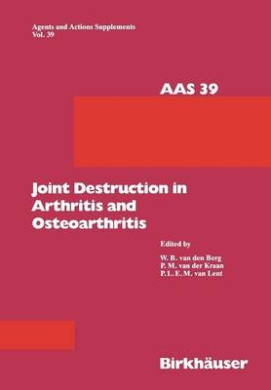 Agents and Actions Supplements
Vol. 39
AAS 39
Joint Destruction in
Arthritis and
Osteoarthritis
Edited by
W. B. van den Berg
P. M. van der Kraan
P. L. E. M. van Lent
Birkhäuser